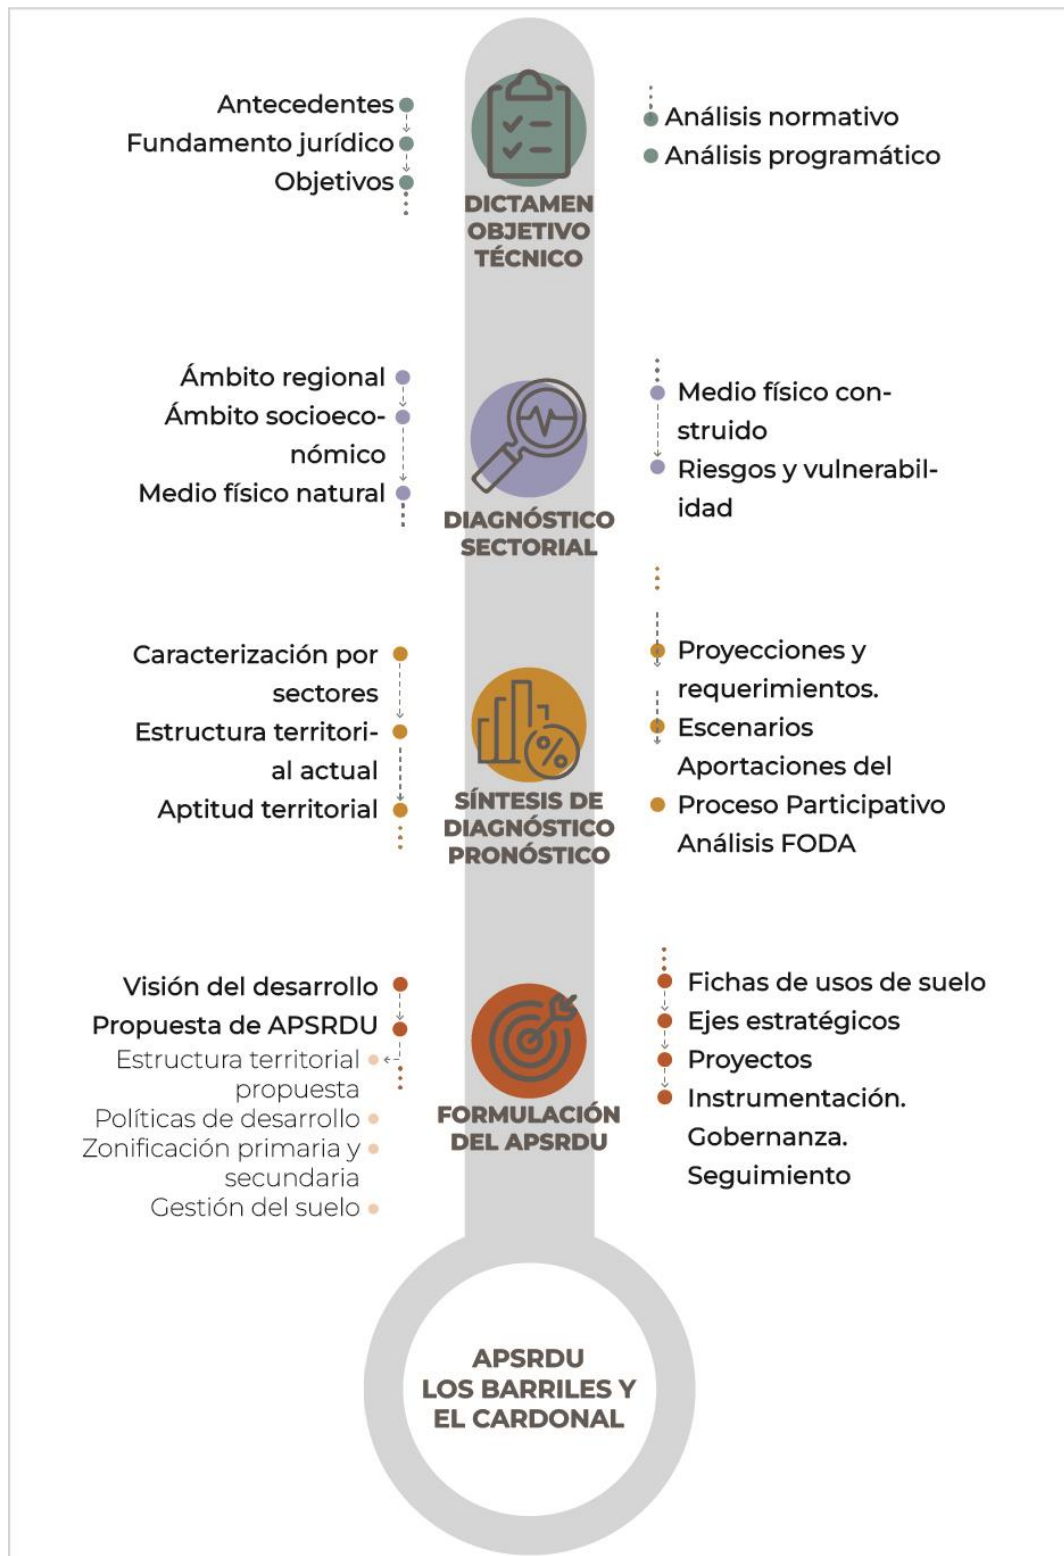 Antecedentes
Fundamento jurídico
Objetivos
DICTAMEN
OBJETIVO
TÉCNICO
Análisis normativo
Análisis programático
Ámbito regional
Ámbito socioeco-
nómico
Medio físico natural
DIAGNÓSTICO
SECTORIAL
Medio físico con-
struido
Riesgos y vulnerabil-
idad
Caracterización por
sectores
Estructura territori-
al actual
Aptitud territorial
%
SÍNTESIS DE
DIAGNÓSTICO
PRONÓSTICO
Proyecciones y
requerimientos.
Escenarios
Aportaciones del
Proceso Participativo
Análisis FODA
Visión del desarrollo
Propuesta de APSRDU
Estructura territorial
propuesta
Políticas de desarrollo
Zonificación primaria y
secundaria
Gestión del suelo
FORMULACIÓN
DEL APSRDU
Fichas de usos de suelo
Ejes estratégicos
Proyectos
Instrumentación.
Gobernanza.
Seguimiento
APSRDU
LOS BARRILES Y
EL CARDONAL